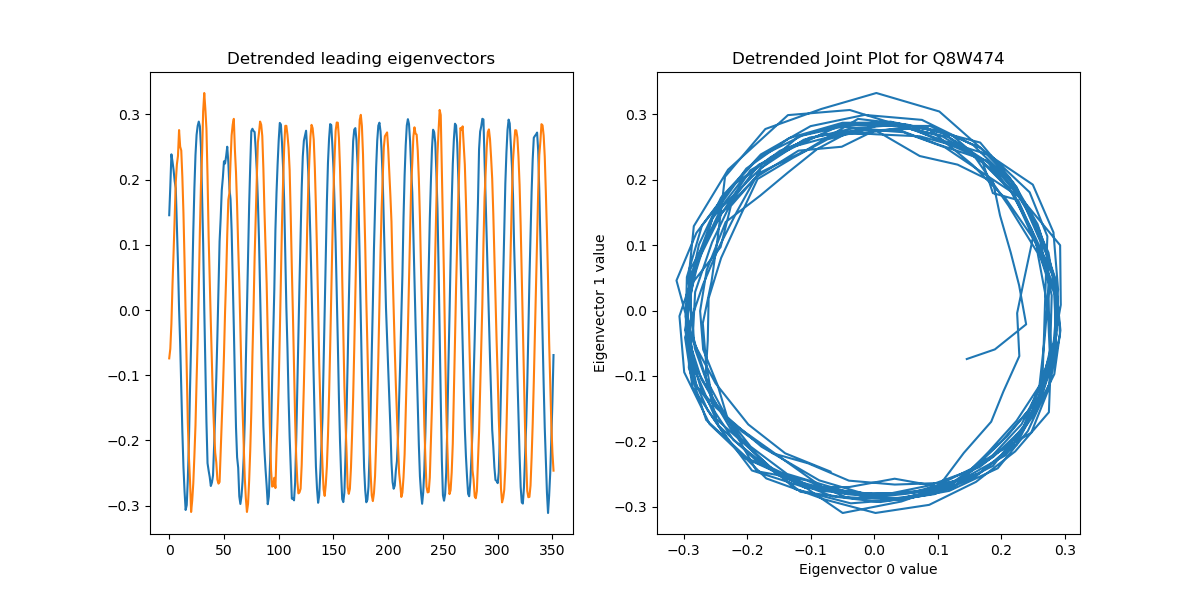 Detrended leading eigenvectors
0.3
0.2
0.1
0.0
−0.1
−0.2
−0.3
0 50 100 150 200 250 300 350
Detrended Joint Plot for Q8W474
Eigenvector 1 value
0.3
0.2
0.1
0.0
−0.1
−0.2
−0.3
−0.3 −0.2 −0.1 0.0 0.1 0.2 0.3
Eigenvector 0 value